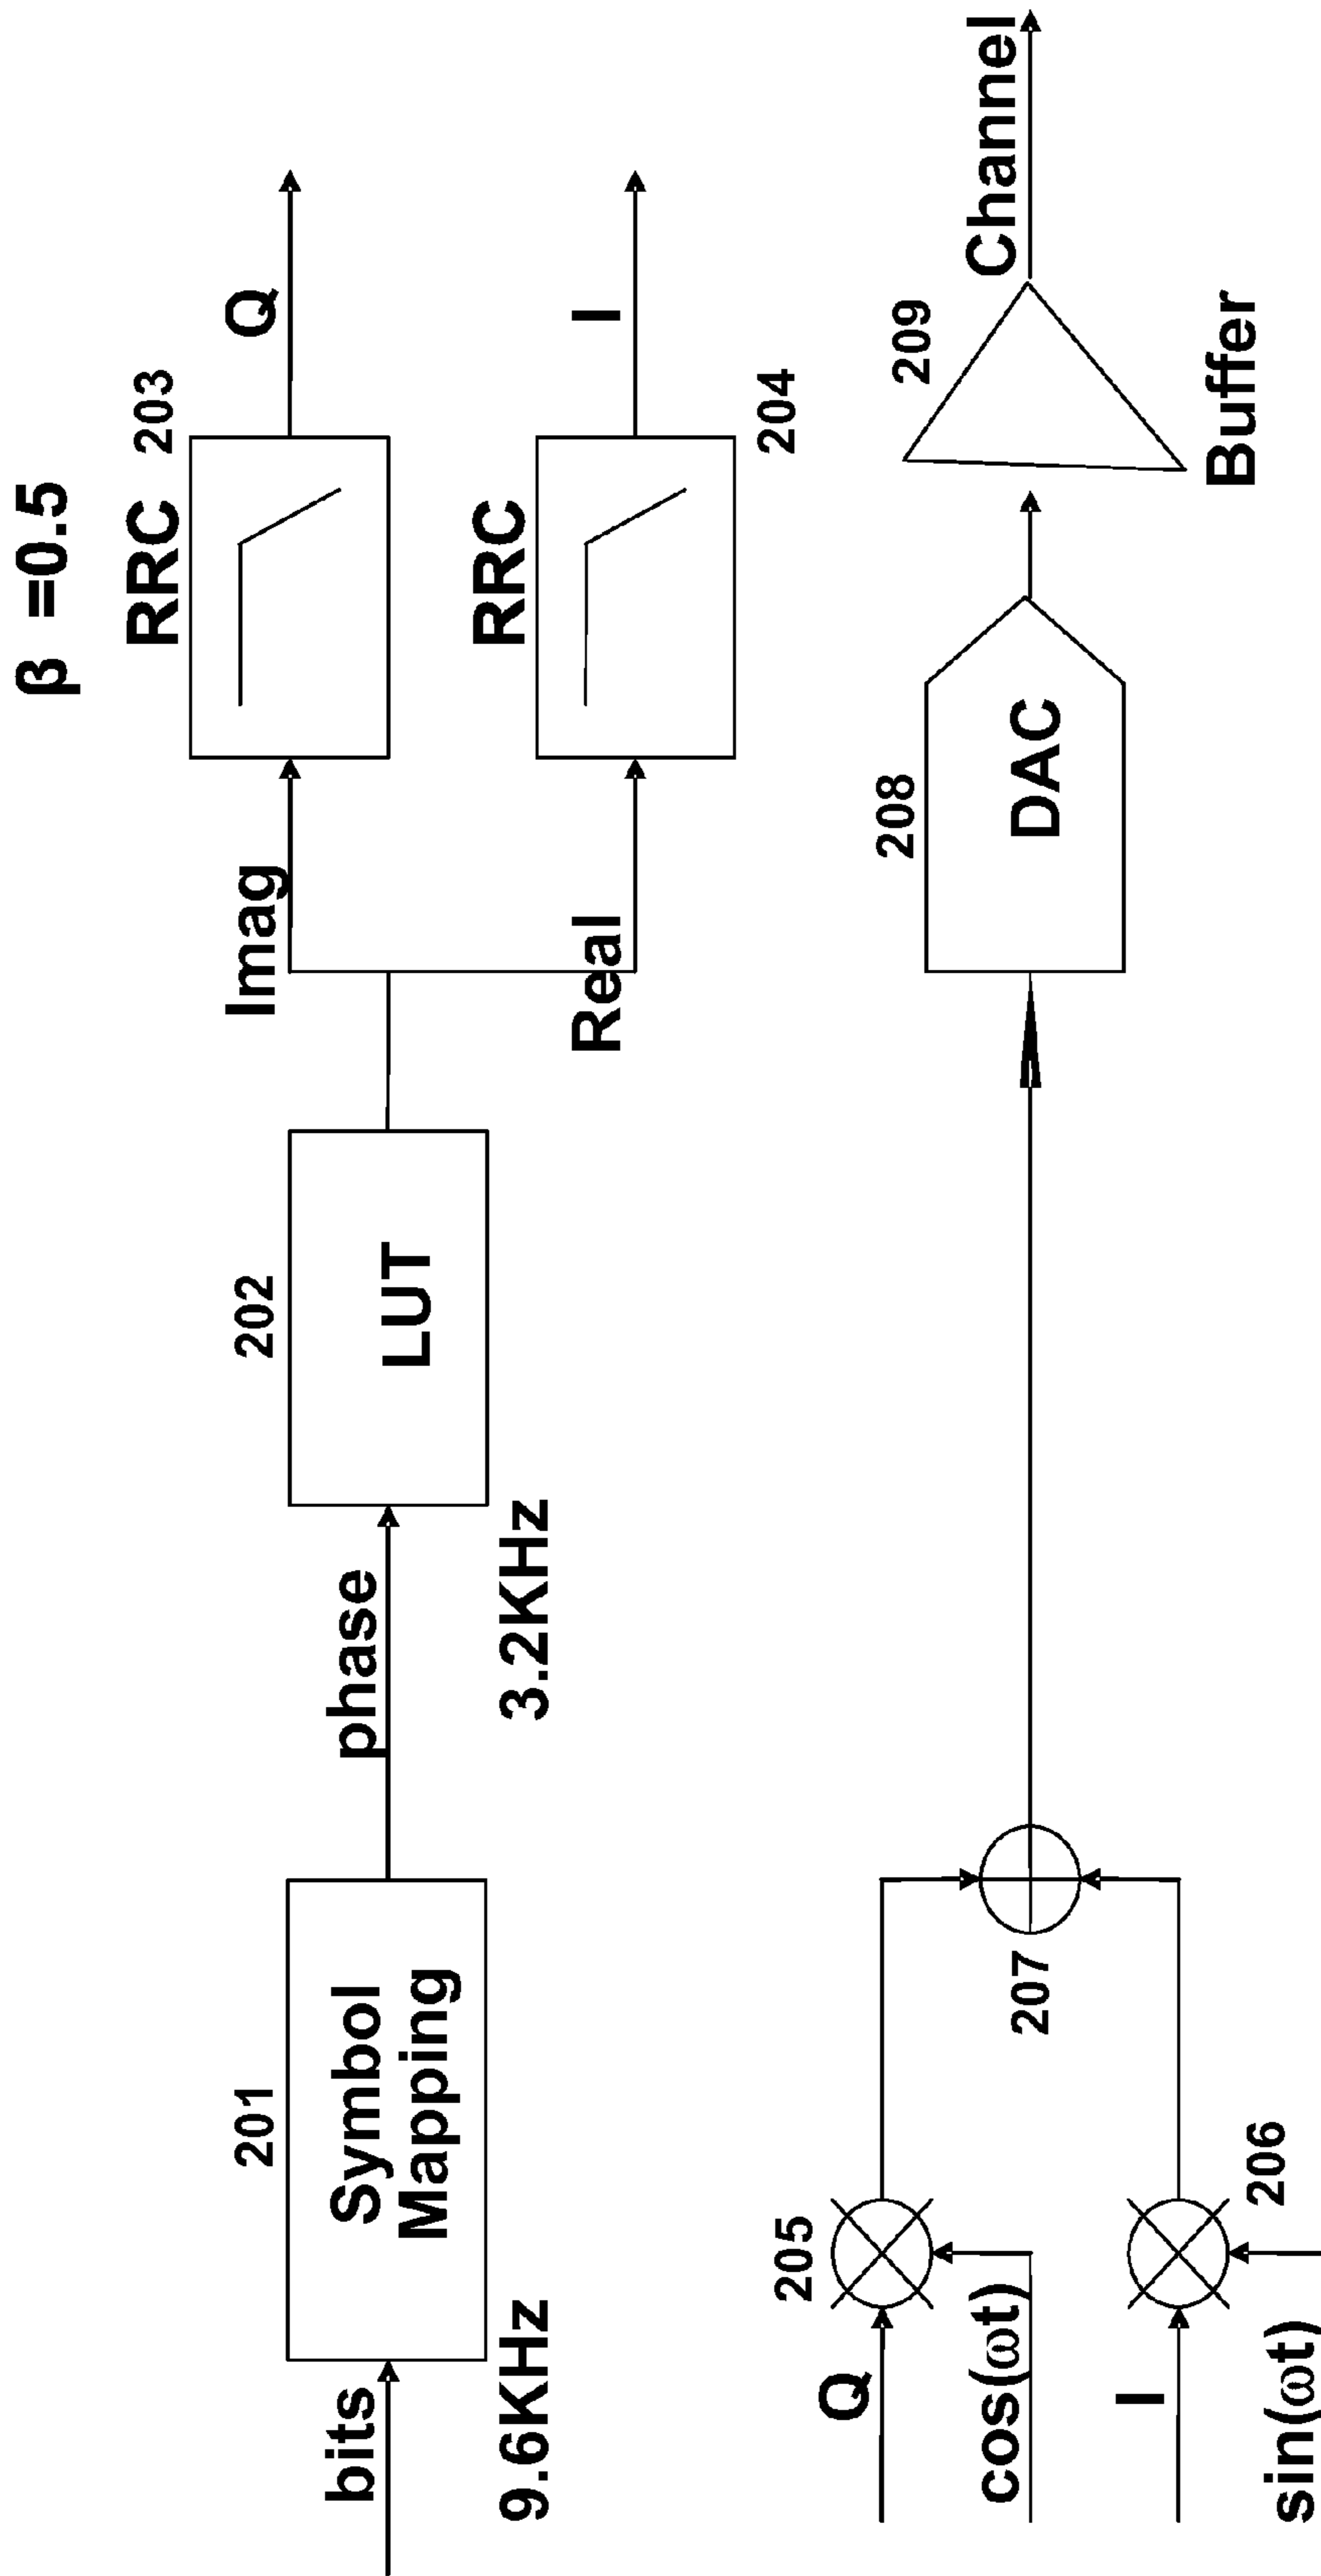 β =0.5
bits
9.6KHz
201
Symbol
Mapping
phase
3.2KHz
202
LUT
Imag
Real
RRC
203
Q
RRC
204
I
Q
205
cos(ωt)
I
206
sin(ωt)
207
208
DAC
209
Buffer
Channel